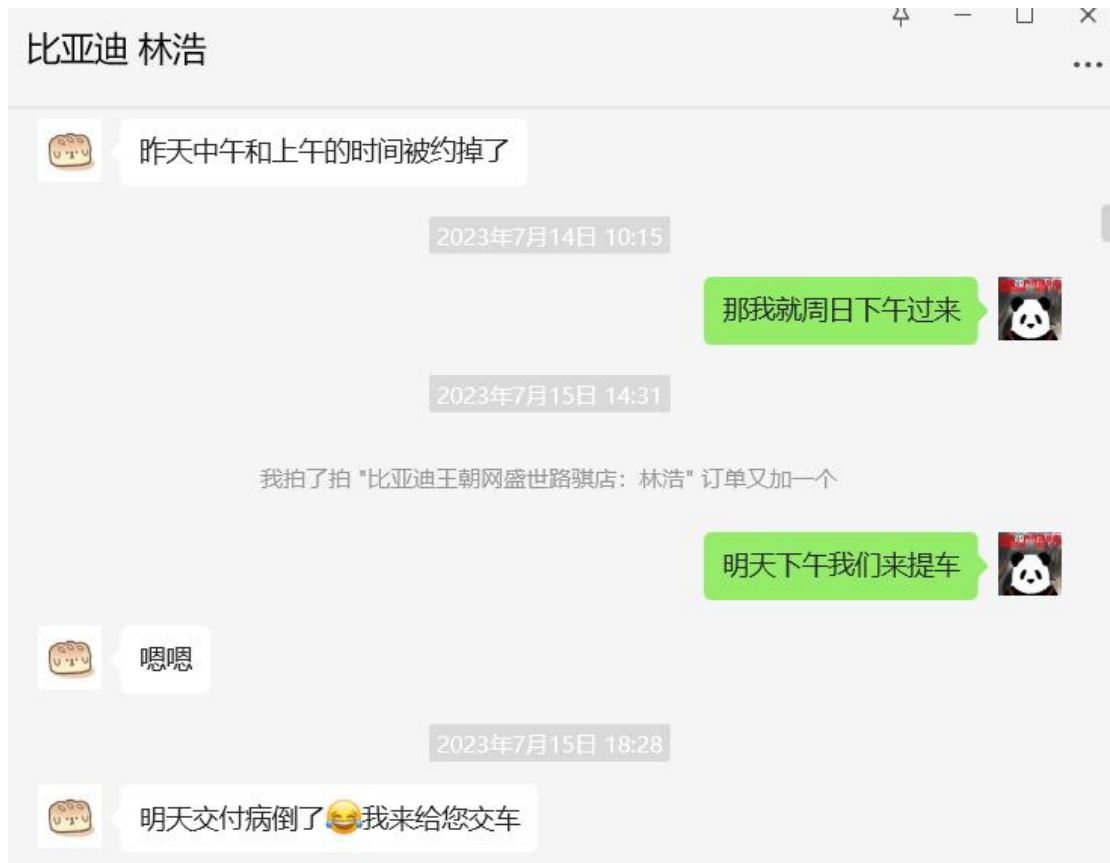 比亚迪 林浩
昨天中午和上午的时间被约掉了
2023年7月14日 10:15
那我就周日下午过来
2023年7月15日 14:31
我拍了拍 "比亚迪王朝网盛世路骐店：林浩" 订单又加一个
明天下午我们来提车
嗯嗯
2023年7月15日 18:28
明天交付病倒了😂我来给您交车